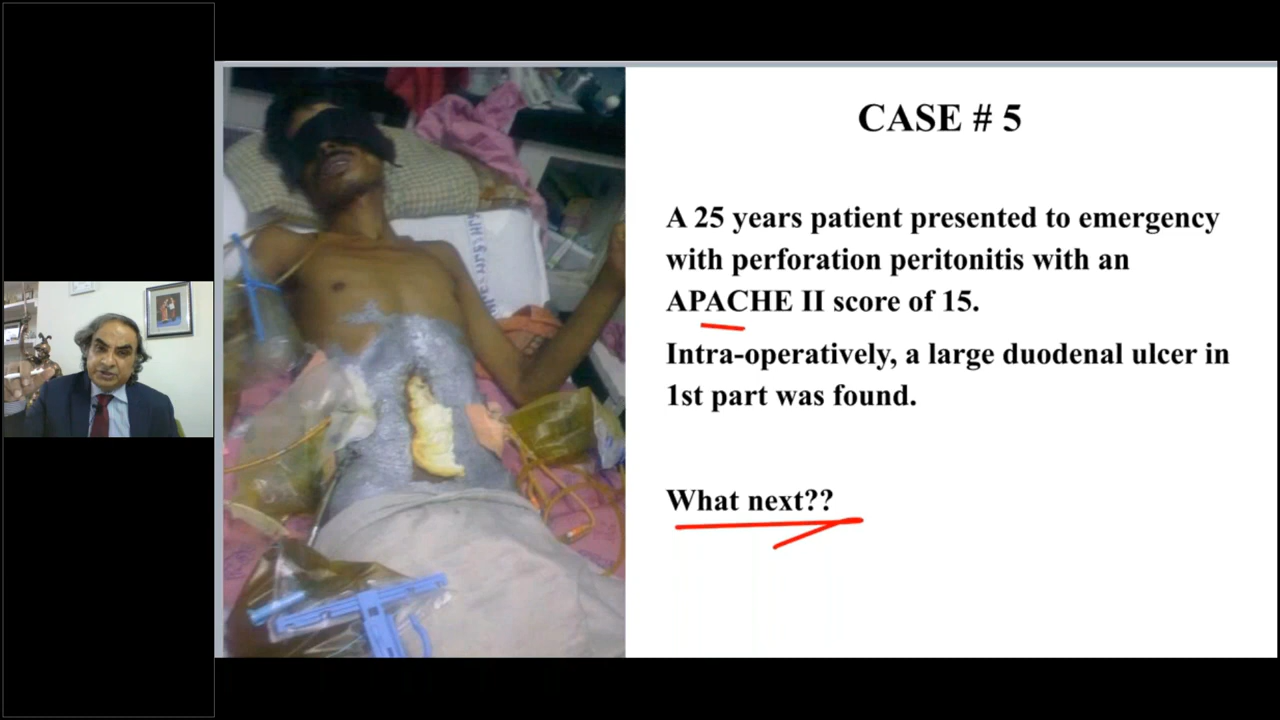 CASE # 5
A 25 years patient presented to emergency
with perforation peritonitis with an
APACHE II score of 15.
Intra-operatively, a large duodenal ulcer in
1st part was found.
What next??